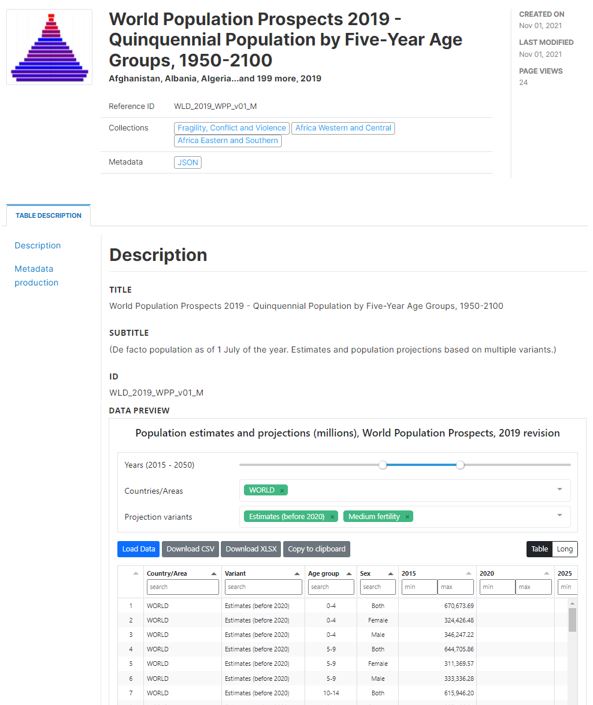 World Population Prospects 2019 -
Quinquennial Population by Five-Year Age
Groups, 1950-2100
Afghanistan, Albania, Algeria...and 199 more, 2019
CREATED ON
Nov 01, 2021
LAST MODIFIED
Nov 01, 2021
PAGE VIEWS
24
Reference ID WLD_2019_WPP_v01_M
Collections Fragility, Conflict and Violence Africa Western and Central
Africa Eastern and Southern
Metadata JSON
TABLE DESCRIPTION
Description
Metadata
production
Description
TITLE
World Population Prospects 2019 - Quinquennial Population by Five-Year Age Groups, 1950-2100
SUBTITLE
(De facto population as of 1 July of the year. Estimates and population projections based on multiple variants.)
ID
WLD_2019_WPP_v01_M
DATA PREVIEW
Population estimates and projections (millions), World Population Prospects, 2019 revision
Years (2015 - 2050)
Countries/Areas WORLD ×
Projection variants Estimates (before 2020) × Medium fertility ×
Load Data Download CSV Download XLSX Copy to clipboard Table Long
Country/Area Variant Age group Sex 2015 2020 2025
search search search search min max min max min
1 WORLD Estimates (before 2020) 0-4 Both 670,673.69
2 WORLD Estimates (before 2020) 0-4 Female 324,426.48
3 WORLD Estimates (before 2020) 0-4 Male 346,247.22
4 WORLD Estimates (before 2020) 5-9 Both 644,705.86
5 WORLD Estimates (before 2020) 5-9 Female 311,369.57
6 WORLD Estimates (before 2020) 5-9 Male 333,336.28
7 WORLD Estimates (before 2020) 10-14 Both 615,946.20